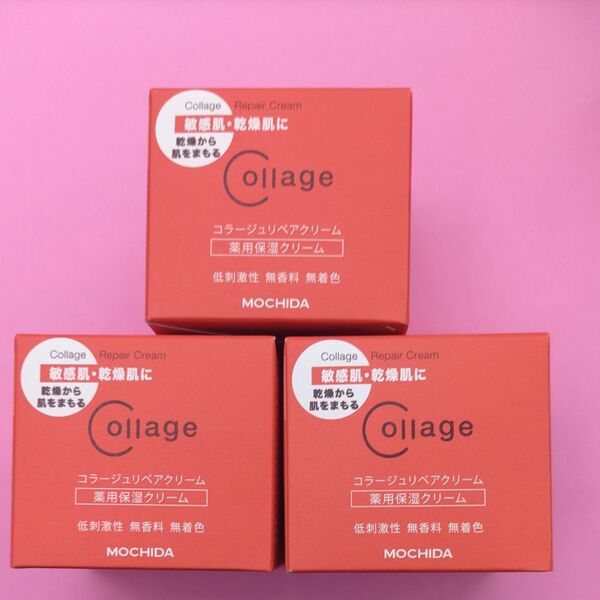 Collage Repair Cream
敏感肌・乾燥肌に
乾燥から
肌をまもる
Collage
コラージュリペアクリーム
薬用保湿クリーム
低刺激性 無香料 無着色
MOCHIDA
Collage Repair Cream
敏感肌・乾燥肌に
乾燥から
肌をまもる
Collage
コラージュリペアクリーム
薬用保湿クリーム
低刺激性 無香料 無着色
MOCHIDA
Collage Repair Cream
敏感肌・乾燥肌に
乾燥から
肌をまもる
Collage
コラージュリペアクリーム
薬用保湿クリーム
低刺激性 無香料 無着色
MOCHIDA